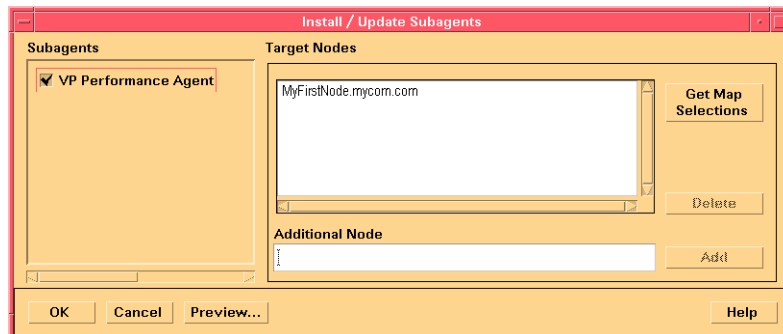 Install / Update Subagents
Subagents
Target Nodes
VP Performance Agent
MyFirstNode.mycom.com
Get Map
Selections
Delete
Additional Node
Add
OK
Cancel
Preview...
Help